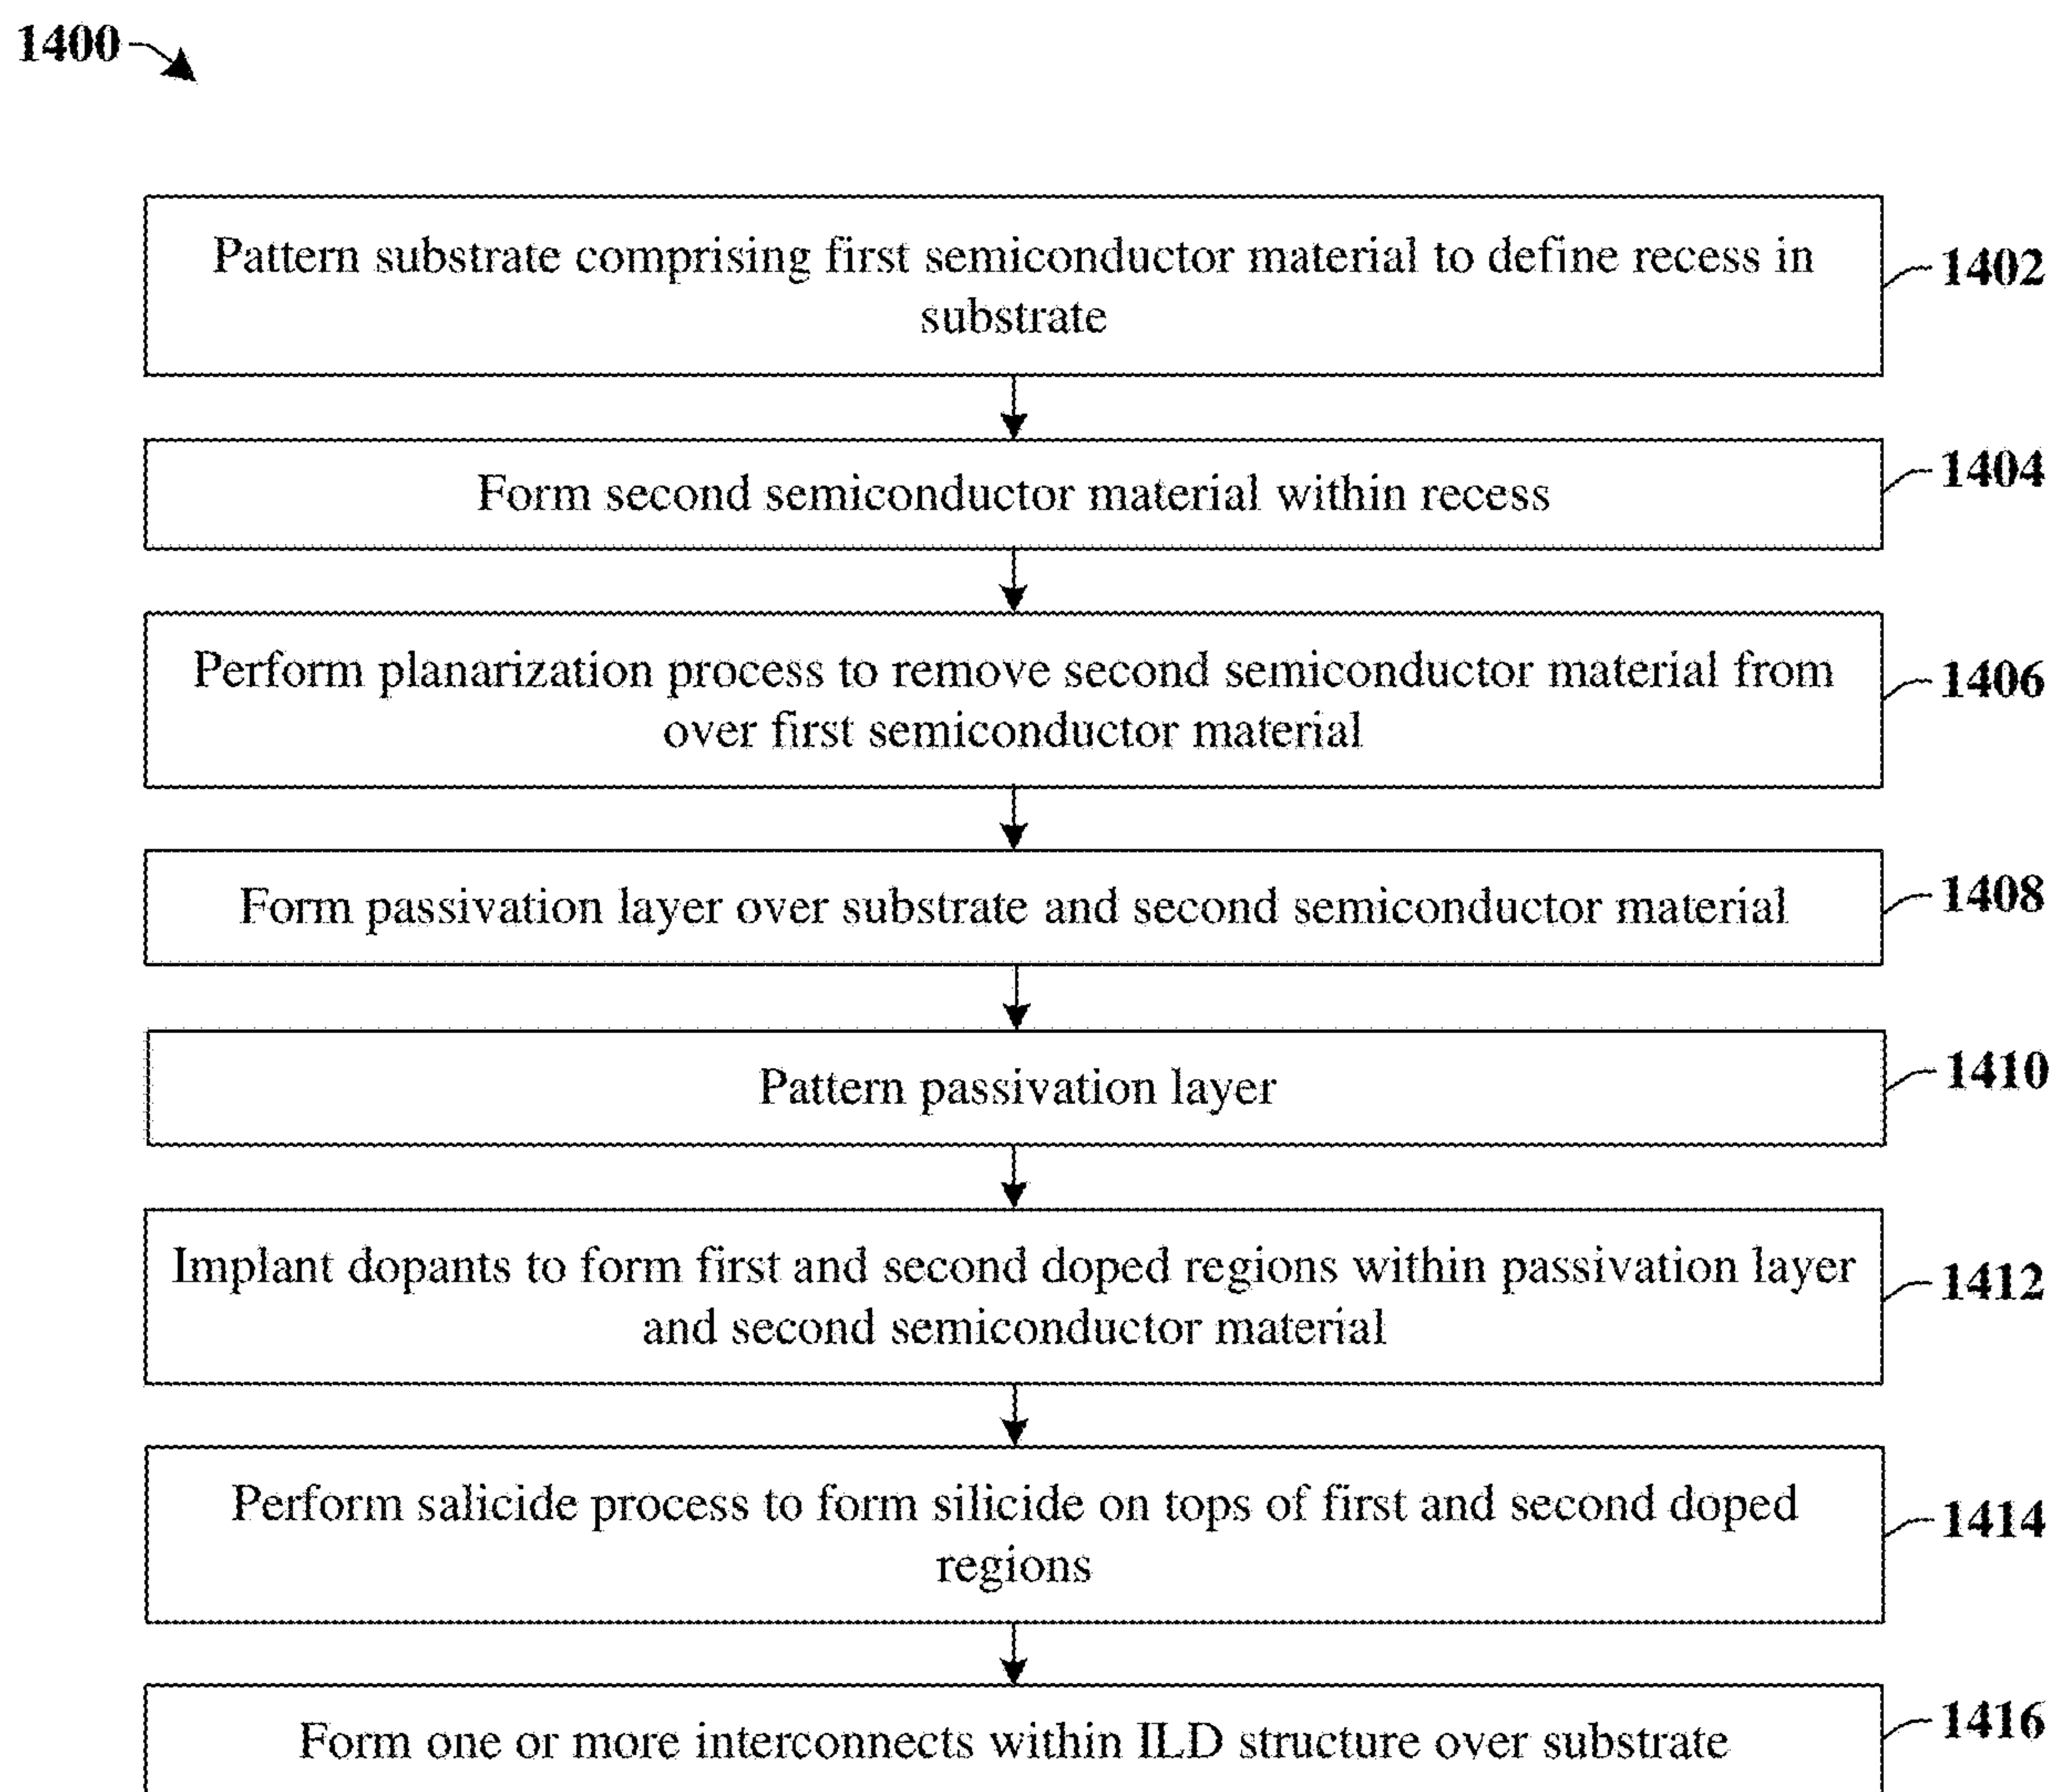 1400
Pattern substrate comprising first semiconductor material to define recess in
substrate
1402
Form second semiconductor material within recess
1404
Perform planarization process to remove second semiconductor material from
over first semiconductor material
1406
Form passivation layer over substrate and second semiconductor material
1408
Pattern passivation layer
1410
Implant dopants to form first and second doped regions within passivation layer
and second semiconductor material
1412
Perform salicide process to form silicide on tops of first and second doped
regions
1414
Form one or more interconnects within ILD structure over substrate
1416